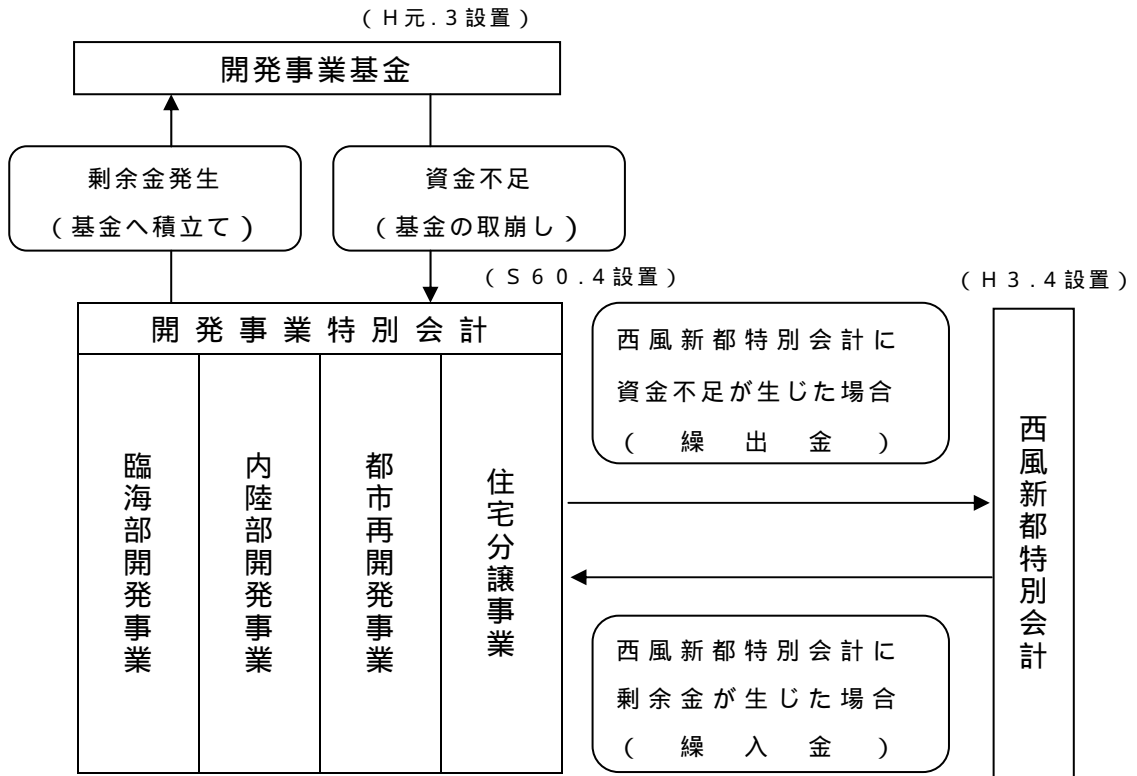 (H元.3設置)
開発事業基金
剰余金発生
(基金へ積立て)
資金不足
(基金の取崩し)
(S60.4設置)
(H3.4設置)
開発事業特別会計
臨海部開発事業
内陸部開発事業
都市再開発事業
住宅分譲事業
西風新都特別会計に
資金不足が生じた場合
(繰出金)
西風新都特別会計に
剰余金が生じた場合
(繰入金)
西風新都特別会計